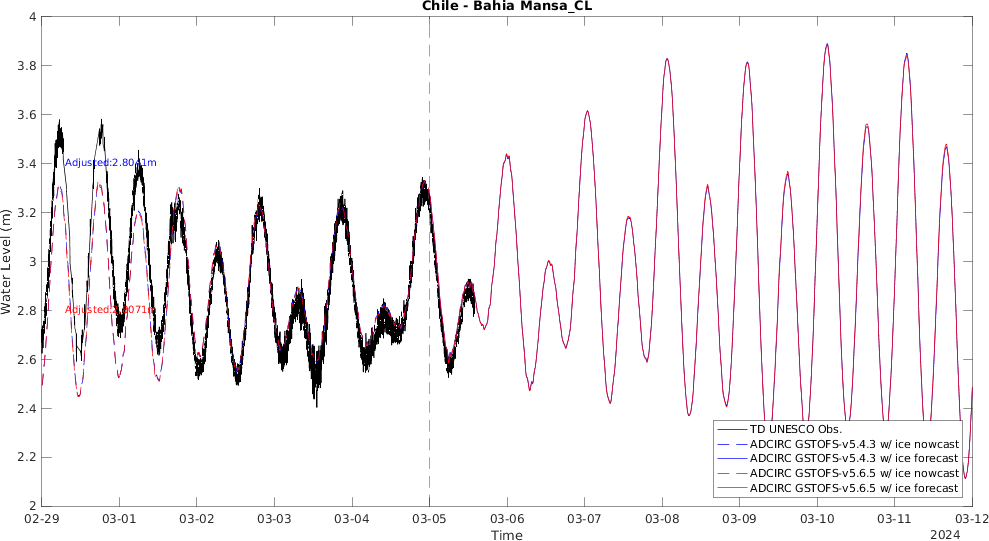 Chile - Bahia Mansa_CL
4
3.8
3.6
3.4
3.2
3
2.8
2.6
2.4
2.2
2
Water Level (m)
Adjusted:2.8041m
TD UNESCO Obs.
ADCIRC GSTOFS-v5.4.3 w/ ice nowcast
ADCIRC GSTOFS-v5.4.3 w/ ice forecast
ADCIRC GSTOFS-v5.6.5 w/ ice nowcast
ADCIRC GSTOFS-v5.6.5 w/ ice forecast
02-29 03-01 03-02 03-03 03-04 03-05 03-06 03-07 03-08 03-09 03-10 03-11 03-12
Time
2024